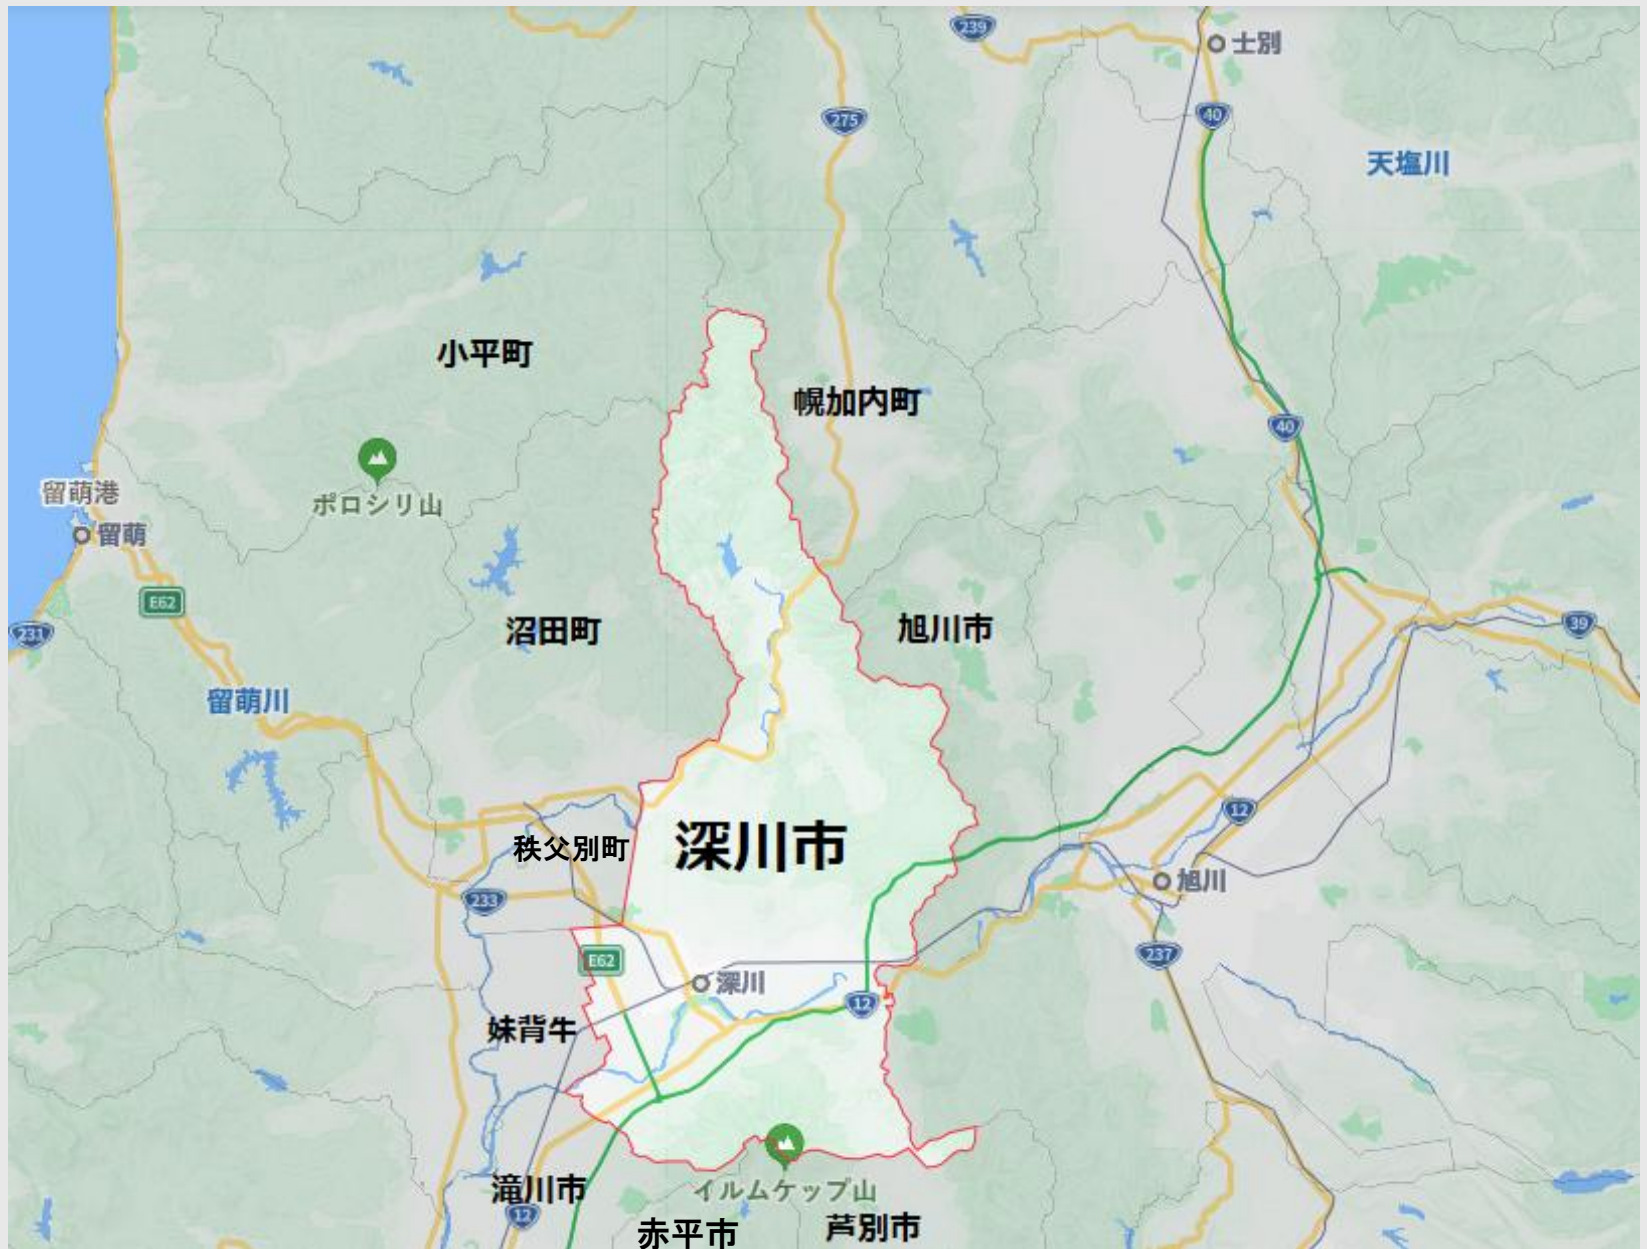 239
士別
40
275
天塩川
小平町
幌加内町
40
留萌港
ポロシリ山
留萌
E62
231
沼田町
旭川市
39
留萌川
12
秩父別町
深川市
旭川
233
237
E62
深川
12
妹背牛
滝川市
イルムケップ山
12
赤平市
芦別市